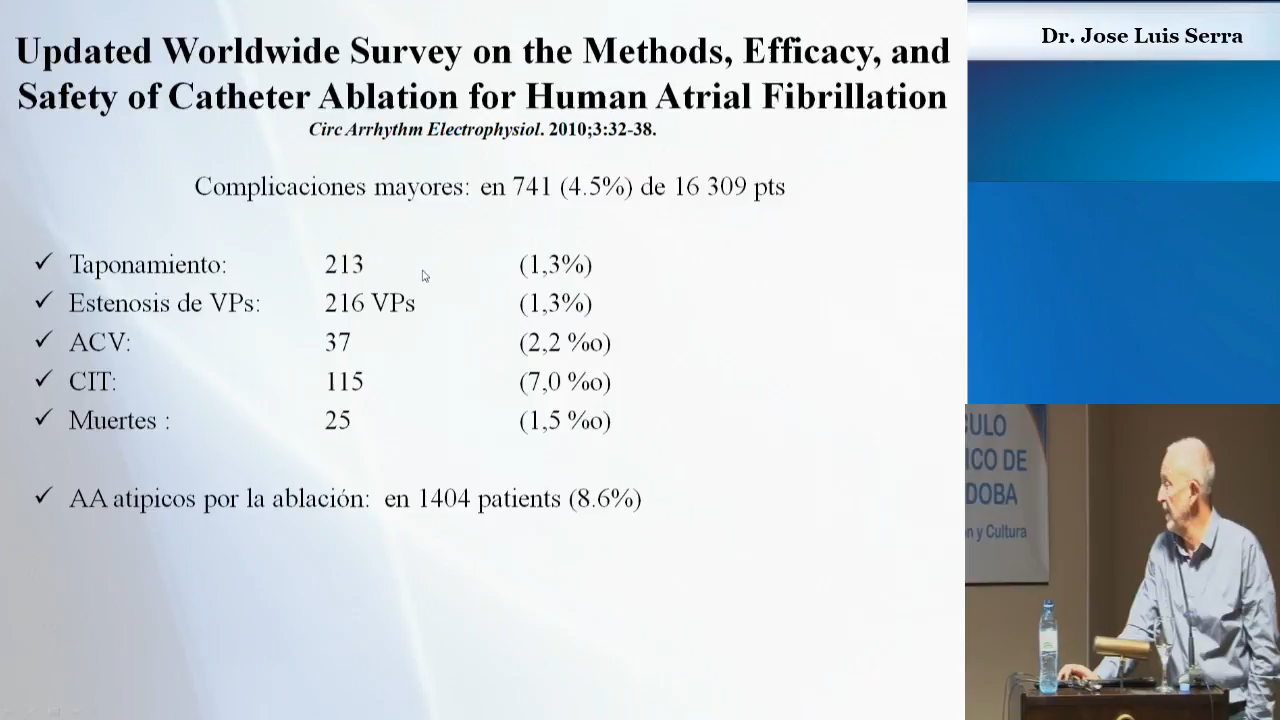 Updated Worldwide Survey on the Methods, Efficacy, and
Safety of Catheter Ablation for Human Atrial Fibrillation
Circ Arrhythm Electrophysiol. 2010;3:32-38.
Complicaciones mayores: en 741 (4.5%) de 16 309 pts
✓ Taponamiento: 213 (1,3%)
✓ Estenosis de VPs: 216 VPs (1,3%)
✓ ACV: 37 (2,2 ‰)
✓ CIT: 115 (7,0 ‰)
✓ Muertes : 25 (1,5 ‰)
✓ AA atipicos por la ablación: en 1404 patients (8.6%)
Dr. Jose Luis Serra
CULO
ICO DE
DOBA
n y Cultura